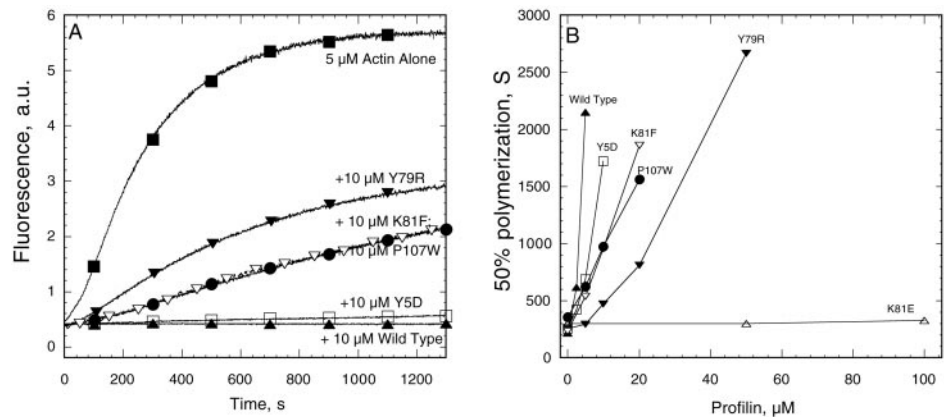 A
6
5
4
3
2
1
0
Fluorescence, a.u.
5 µM Actin Alone
+10 µM Y79R
+ 10 µM K81F;
10 µM P107W
+10 µM Y5D
+ 10 µM Wild Type
0 200 400 600 800 1000 1200
Time, s
B
3000
2500
2000
1500
1000
500
0
50% polymerization, S
Y79R
Wild Type
K81F
Y5D
P107W
K81E
0 20 40 60 80 100
Profilin, µM